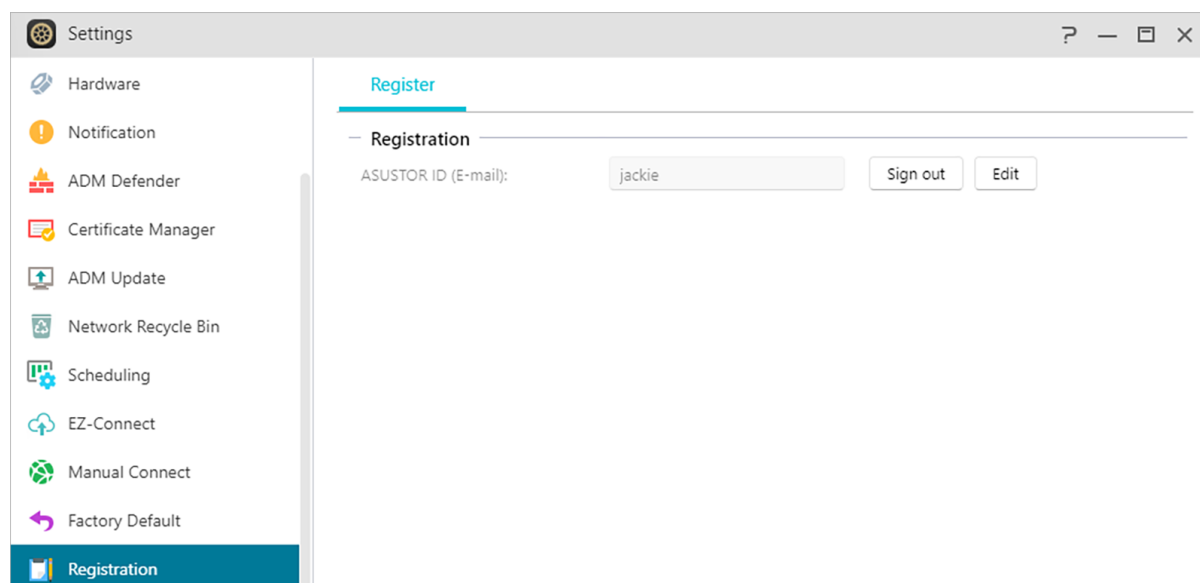 Settings
Hardware
Notification
ADM Defender
Certificate Manager
ADM Update
Network Recycle Bin
Scheduling
EZ-Connect
Manual Connect
Factory Default
Registration
Register
Registration
ASUSTOR ID (E-mail): jackie Sign out Edit